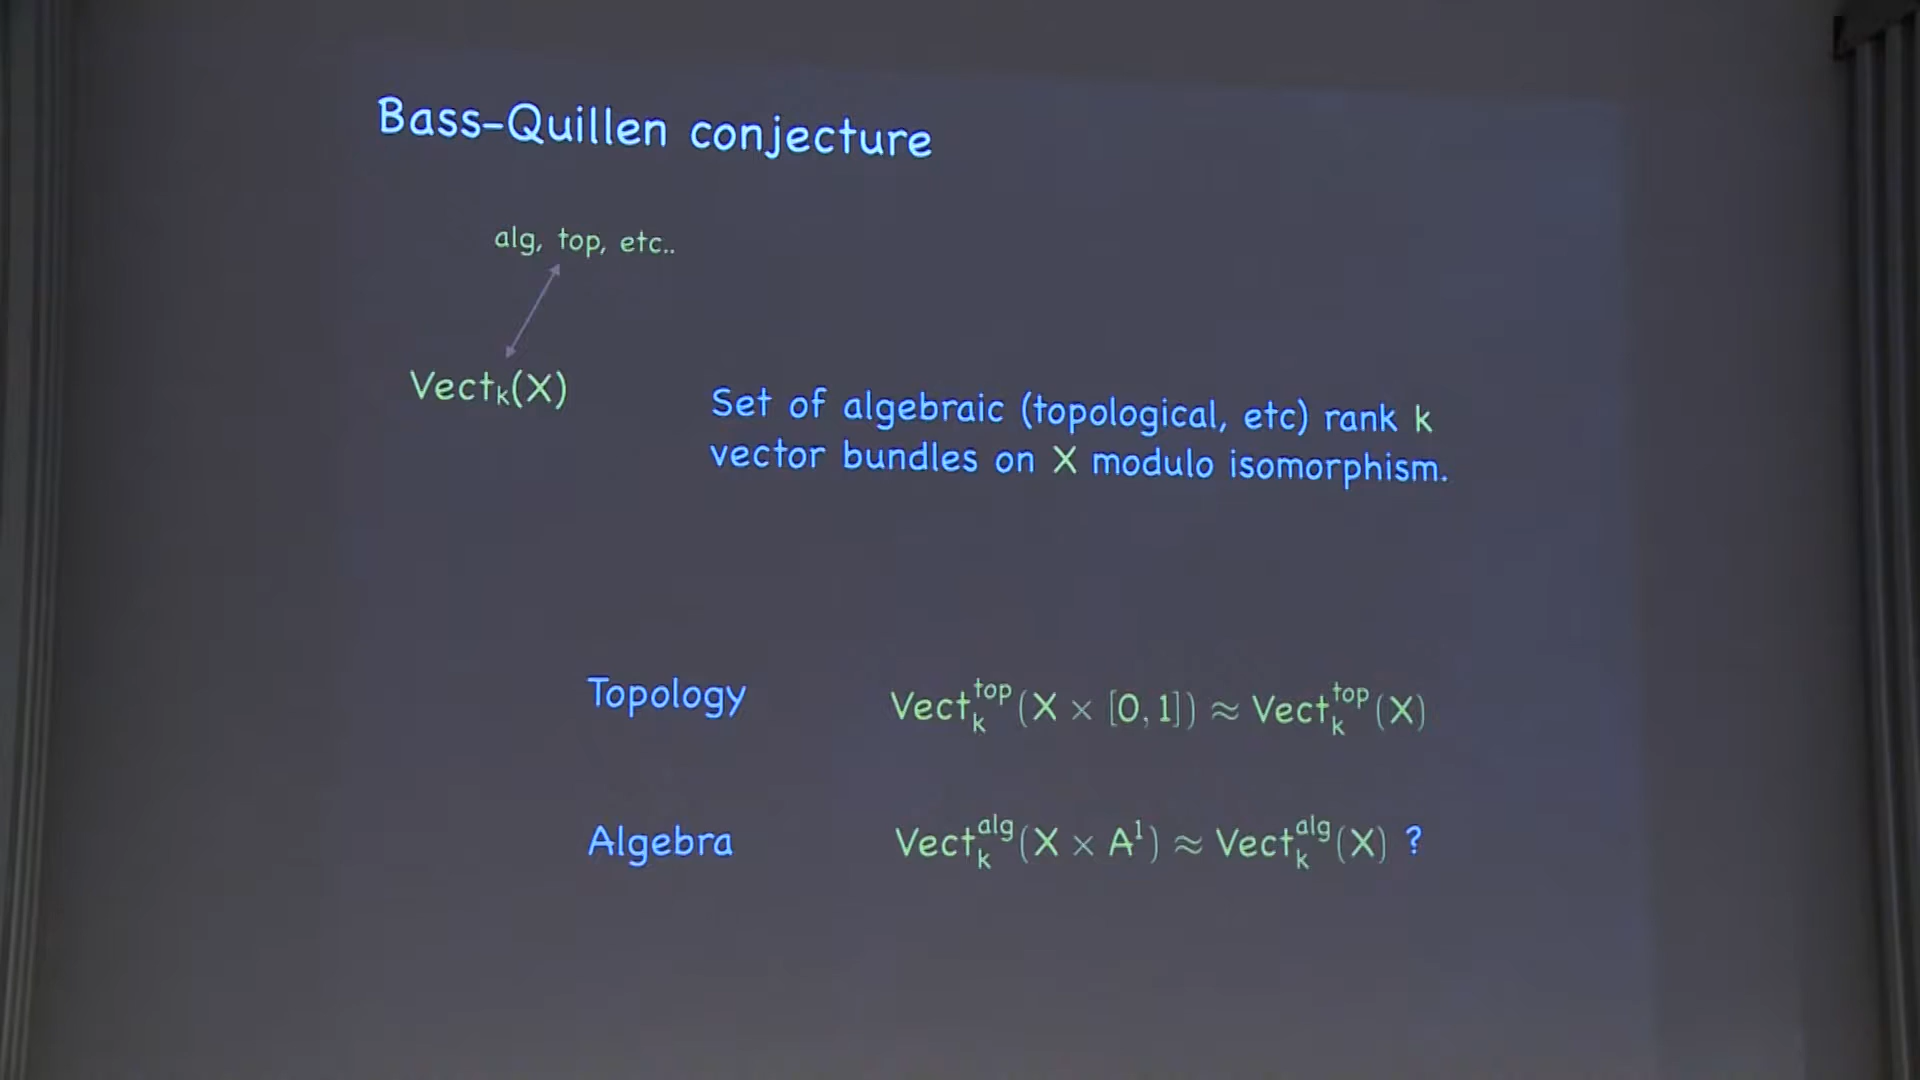 Bass-Quillen conjecture
alg, top, etc..
Vectₖ(X)
Set of algebraic (topological, etc) rank k
vector bundles on X modulo isomorphism.
Topology Vect_k^top(X × [0, 1]) ≈ Vect_k^top(X)
Algebra Vect_k^alg(X × A¹) ≈ Vect_k^alg(X) ?